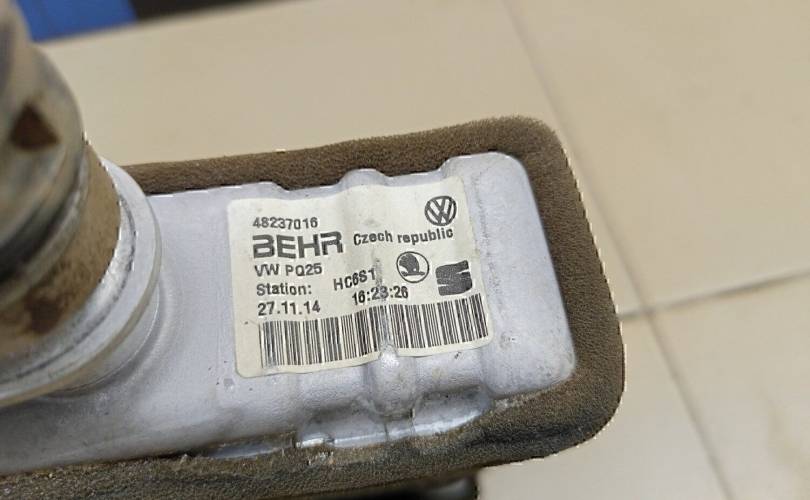 48237016
BEHR Czech republic
VW PQ25
Station: HC6S1
27.11.14 16:23:26